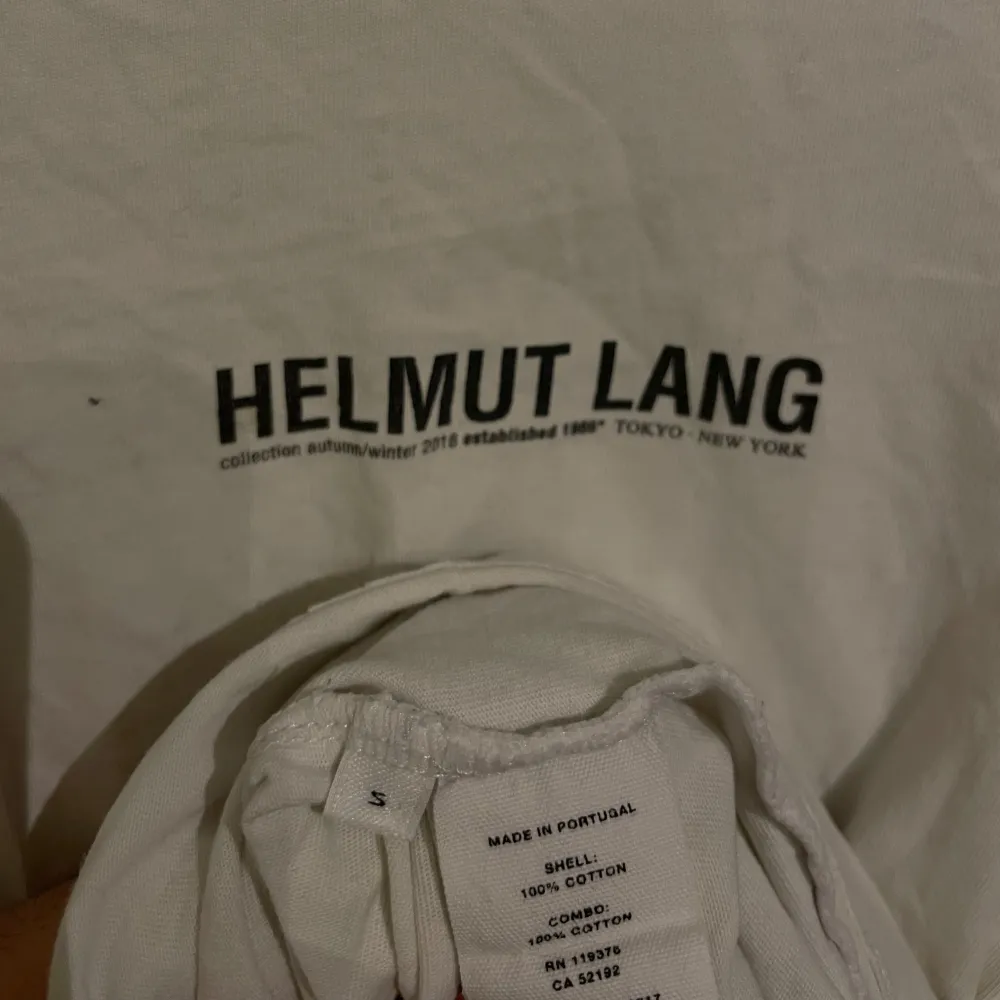 HELMUT LANG
collection autumn/winter 2018 established 1986" TOKYO - NEW YORK
S
MADE IN PORTUGAL
SHELL:
100% COTTON
COMBO:
100% COTTON
RN 119376
CA 52192